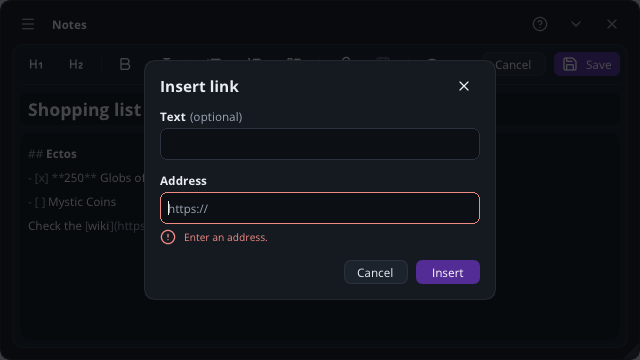 Notes
H1 H2 B Cancel Save
Shopping list
## Ectos
- [x] **250** Globs of
- [ ] Mystic Coins
Check the [wiki](https
Insert link
Text (optional)
Address
https://
Enter an address.
Cancel Insert